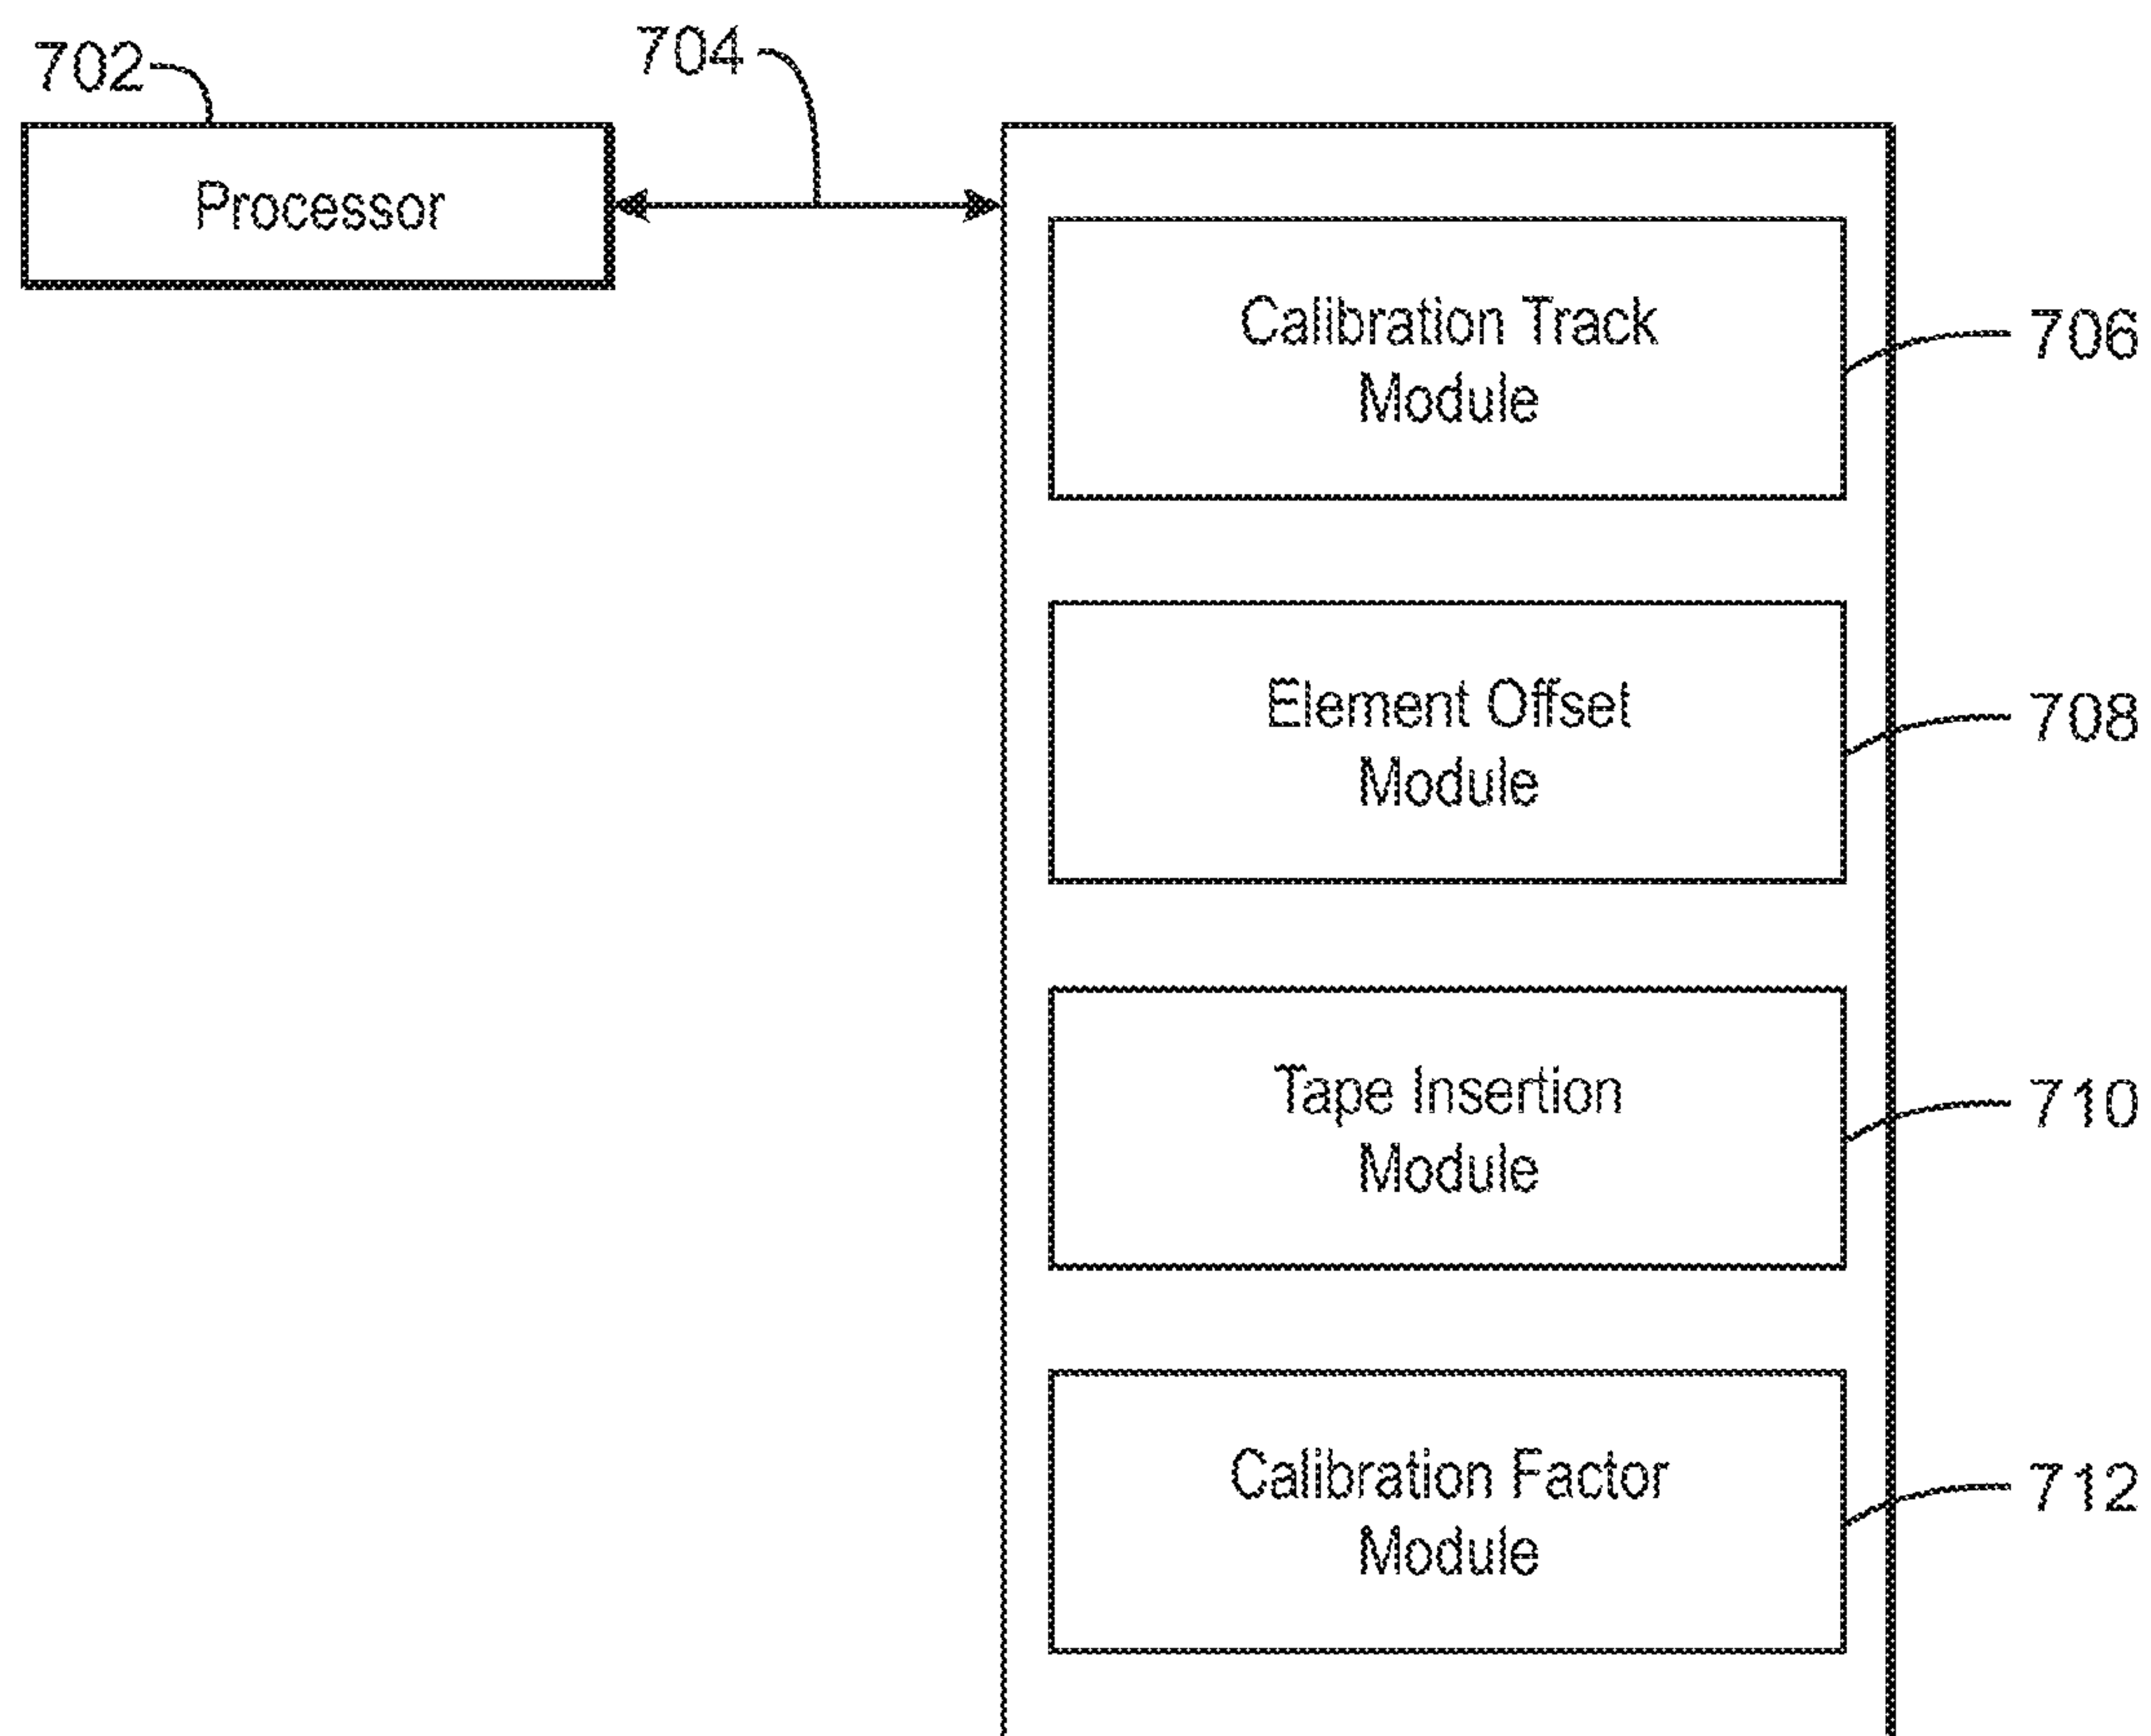 702
704
Processor
Calibration Track
Module
706
Element Offset
Module
708
Tape Insertion
Module
710
Calibration Factor
Module
712